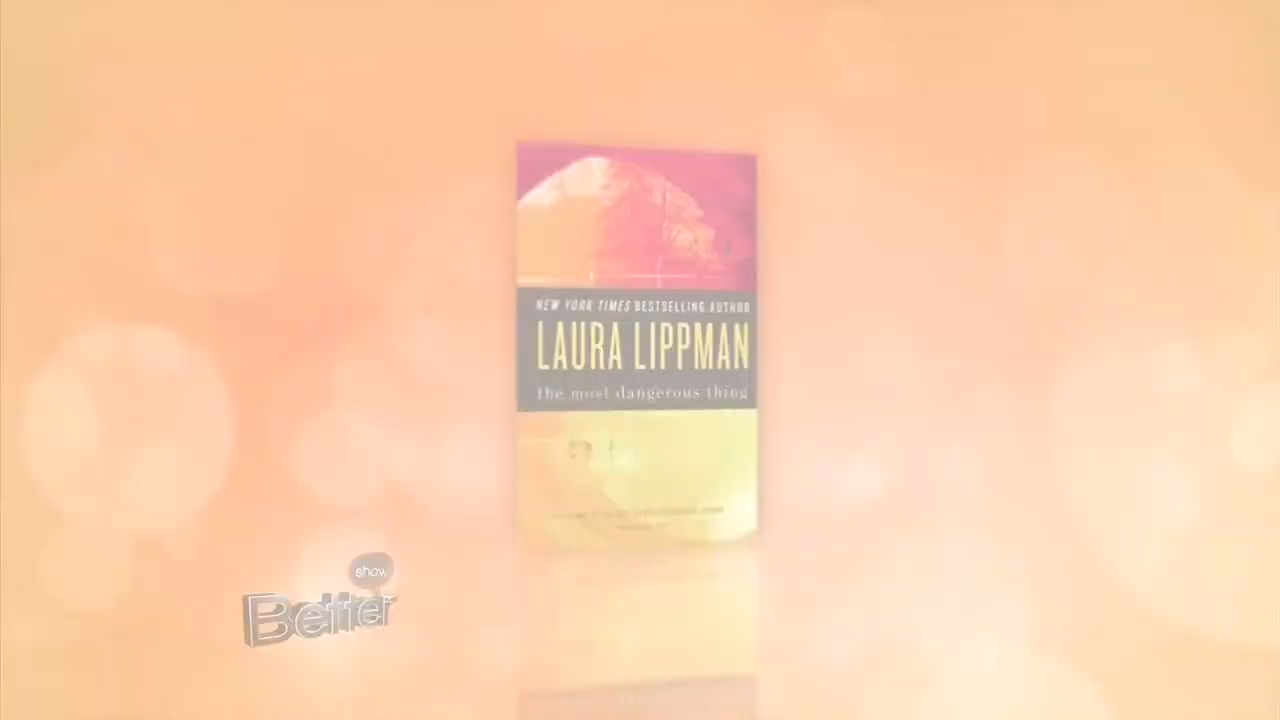 NEW YORK TIMES BESTSELLING AUTHOR
LAURA LIPPMAN
the most dangerous thing
show
Better